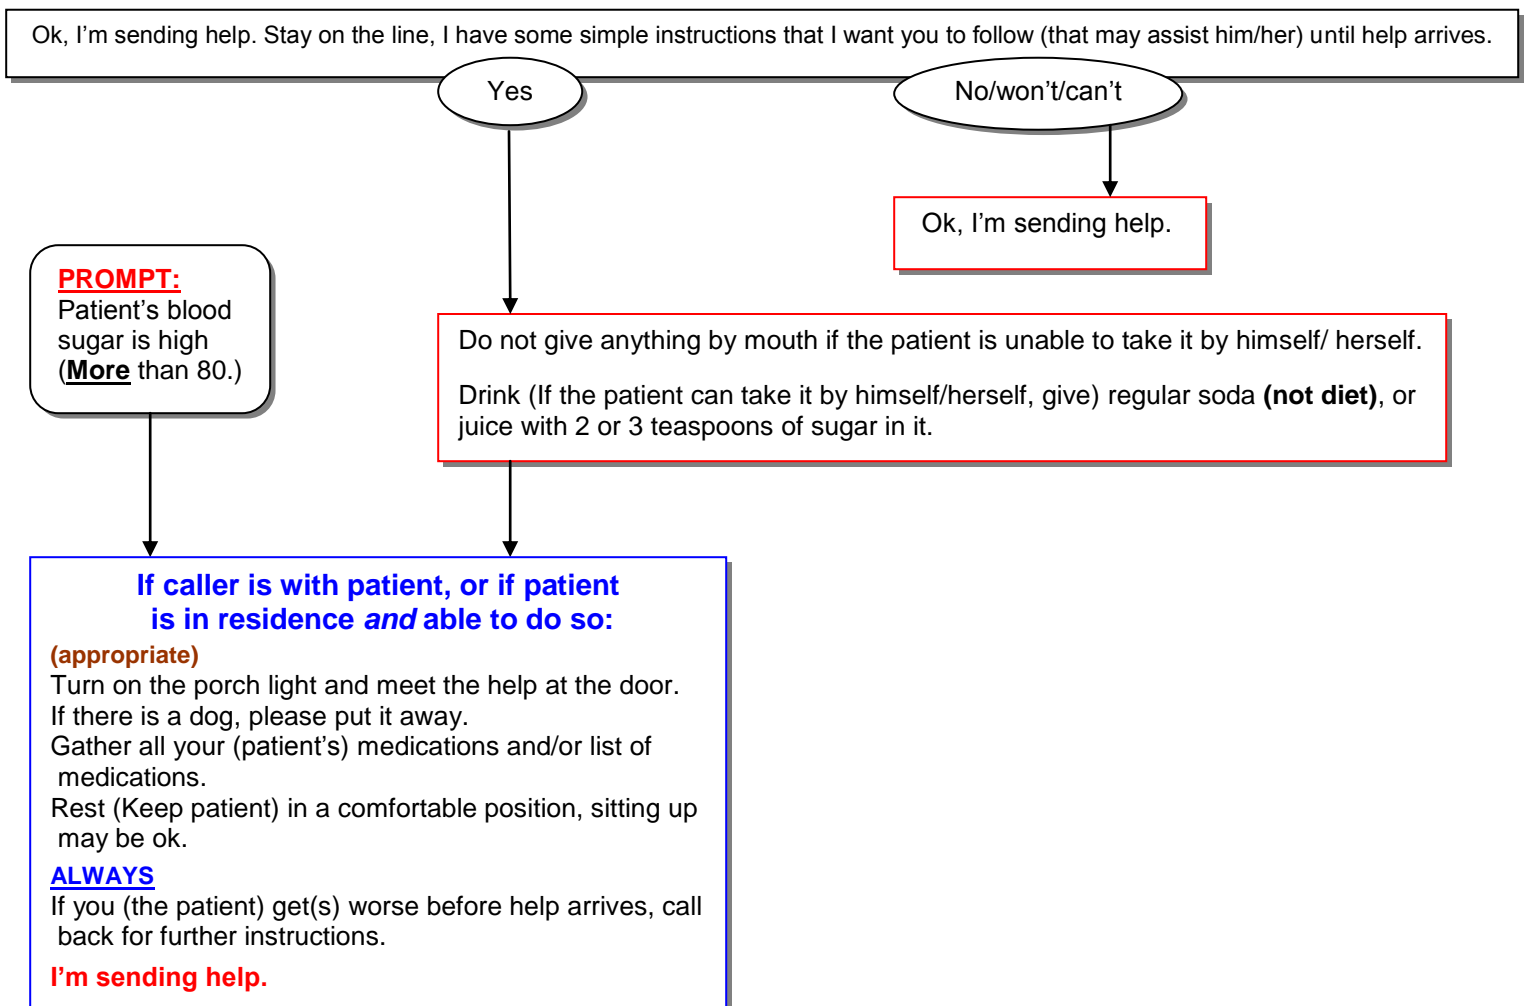 Ok, I'm sending help. Stay on the line, I have some simple instructions that I want you to follow (that may assist him/her) until help arrives.
Yes
No/won't/can't
Ok, I'm sending help.
PROMPT:
Patient's blood
sugar is high
(More than 80.)
Do not give anything by mouth if the patient is unable to take it by himself/ herself.
Drink (If the patient can take it by himself/herself, give) regular soda (not diet), or
juice with 2 or 3 teaspoons of sugar in it.
If caller is with patient, or if patient
is in residence and able to do so:
(appropriate)
Turn on the porch light and meet the help at the door.
If there is a dog, please put it away.
Gather all your (patient's) medications and/or list of
medications.
Rest (Keep patient) in a comfortable position, sitting up
may be ok.
ALWAYS
If you (the patient) get(s) worse before help arrives, call
back for further instructions.
I'm sending help.